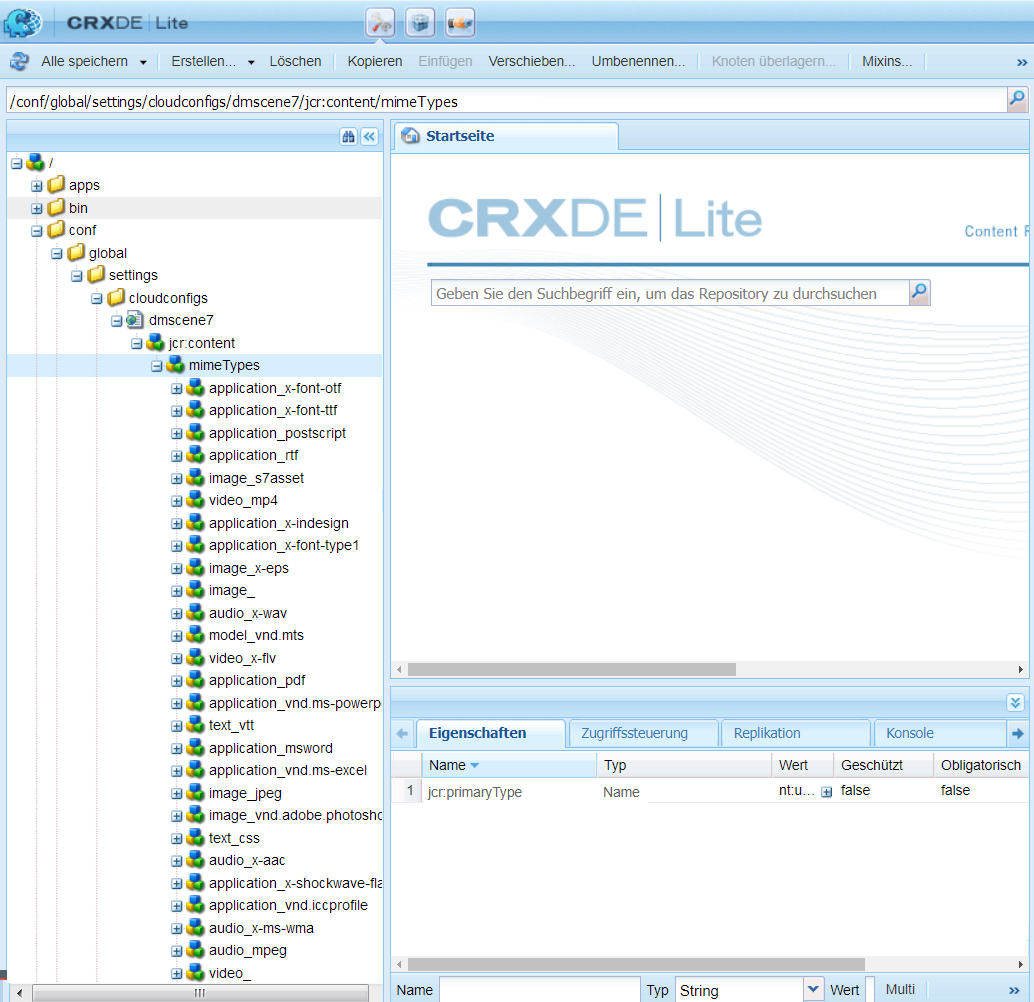 CRXDE | Lite
Alle speichern Erstellen... Löschen Kopieren Einfügen Verschieben... Umbenennen... Knoten überlagern... Mixins... »
/conf/global/settings/cloudconfigs/dmscene7/jcr:content/mimeTypes
/
apps
bin
conf
global
settings
cloudconfigs
dmscene7
jcr:content
mimeTypes
application_x-font-otf
application_x-font-ttf
application_postscript
application_rtf
image_s7asset
video_mp4
application_x-indesign
application_x-font-type1
image_x-eps
image_
audio_x-wav
model_vnd.mts
video_x-flv
application_pdf
application_vnd.ms-powerp
text_vtt
application_msword
application_vnd.ms-excel
image_jpeg
image_vnd.adobe.photosho
text_css
audio_x-aac
application_x-shockwave-fla
application_vnd.iccprofile
audio_x-ms-wma
audio_mpeg
video_
Startseite
CRXDE | Lite
Content R
Geben Sie den Suchbegriff ein, um das Repository zu durchsuchen
Eigenschaften Zugriffssteuerung Replikation Konsole
Name Typ Wert Geschützt Obligatorisch
1 jcr:primaryType Name nt:u... false false
Name Typ String Wert Multi »